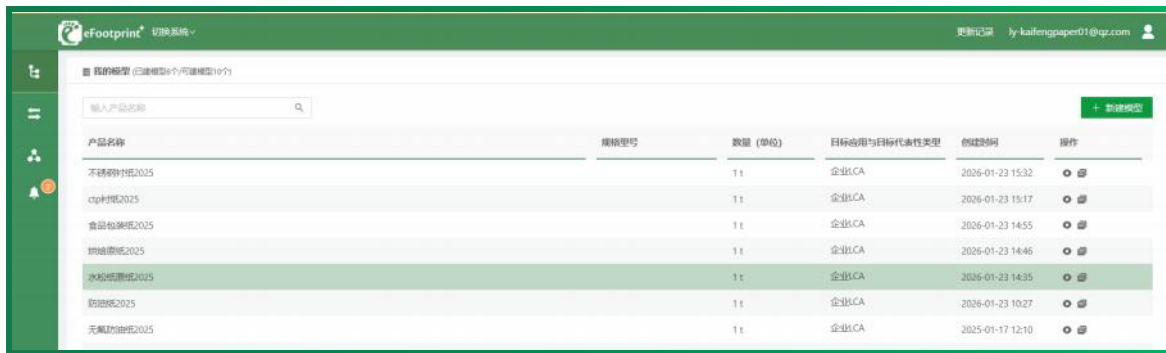 eFootprint+ 切换系统
更新记录 ly-kaifengpaper01@qz.com
我的模型 (已建模型6个/可建模型10个)
输入产品名称
+ 新建模型
产品名称 规格型号 数量 (单位) 目标应用与目标代表性类型 创建时间 操作
不锈钢衬纸2025 1 t 企业LCA 2026-01-23 15:32
ctp衬纸2025 1 t 企业LCA 2026-01-23 15:17
食品包装纸2025 1 t 企业LCA 2026-01-23 14:55
烘焙原纸2025 1 t 企业LCA 2026-01-23 14:46
水松纸原纸2025 1 t 企业LCA 2026-01-23 14:35
防油纸2025 1 t 企业LCA 2026-01-23 10:27
无氟防油纸2025 1 t 企业LCA 2025-01-17 12:10